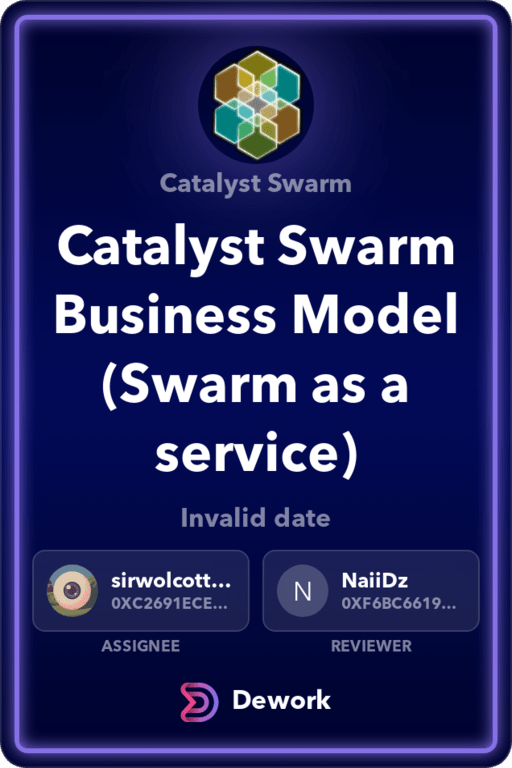 Catalyst Swarm
Catalyst Swarm
Business Model
(Swarm as a
service)
Invalid date
sirwolcott...
0XC2691ECE...
N
NaiiDz
0XF6BC6619...
ASSIGNEE
REVIEWER
Dework